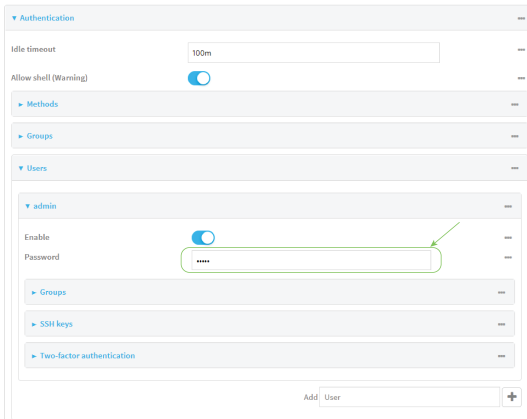 Authentication
Idle timeout 100m
Allow shell (Warning)
Methods
Groups
Users
admin
Enable
Password •••••
Groups
SSH keys
Two-factor authentication
Add User